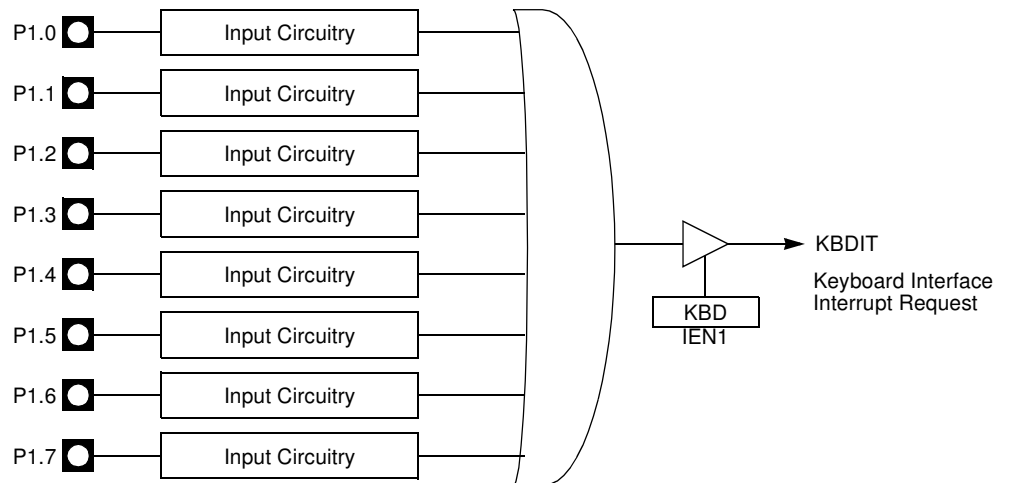 P1.0 Input Circuitry
P1.1 Input Circuitry
P1.2 Input Circuitry
P1.3 Input Circuitry
P1.4 Input Circuitry
P1.5 Input Circuitry
P1.6 Input Circuitry
P1.7 Input Circuitry
KBDIT
Keyboard Interface
Interrupt Request
KBD
IEN1